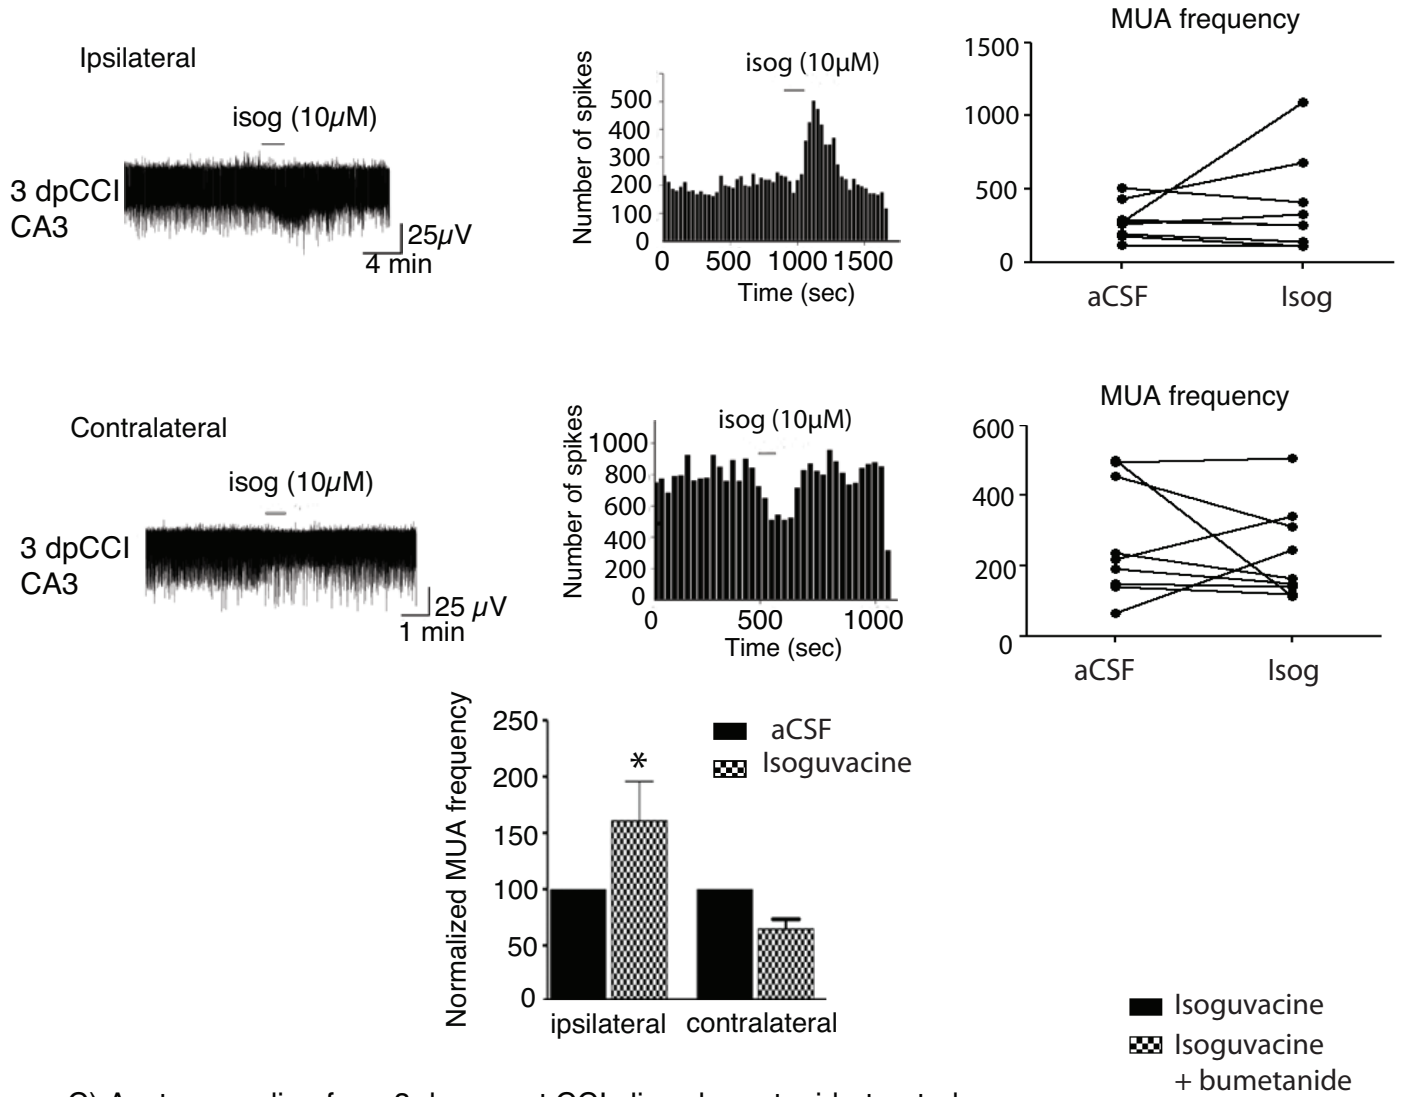 MUA frequency
Ipsilateral
isog (10µM)
3 dpCCI
CA3
25µV
4 min
isog (10µM)
Number of spikes
500
400
300
200
100
0
0 500 1000 1500
Time (sec)
1500
1000
500
0
aCSF Isog
Contralateral
isog (10µM)
3 dpCCI
CA3
25 µV
1 min
isog (10µM)
Number of spikes
1000
800
600
400
200
0
0 500 1000
Time (sec)
MUA frequency
600
400
200
0
aCSF Isog
Normalized MUA frequency
250
200
150
100
50
0
*
aCSF
Isoguvacine
ipsilateral contralateral
Isoguvacine
Isoguvacine
+ bumetanide